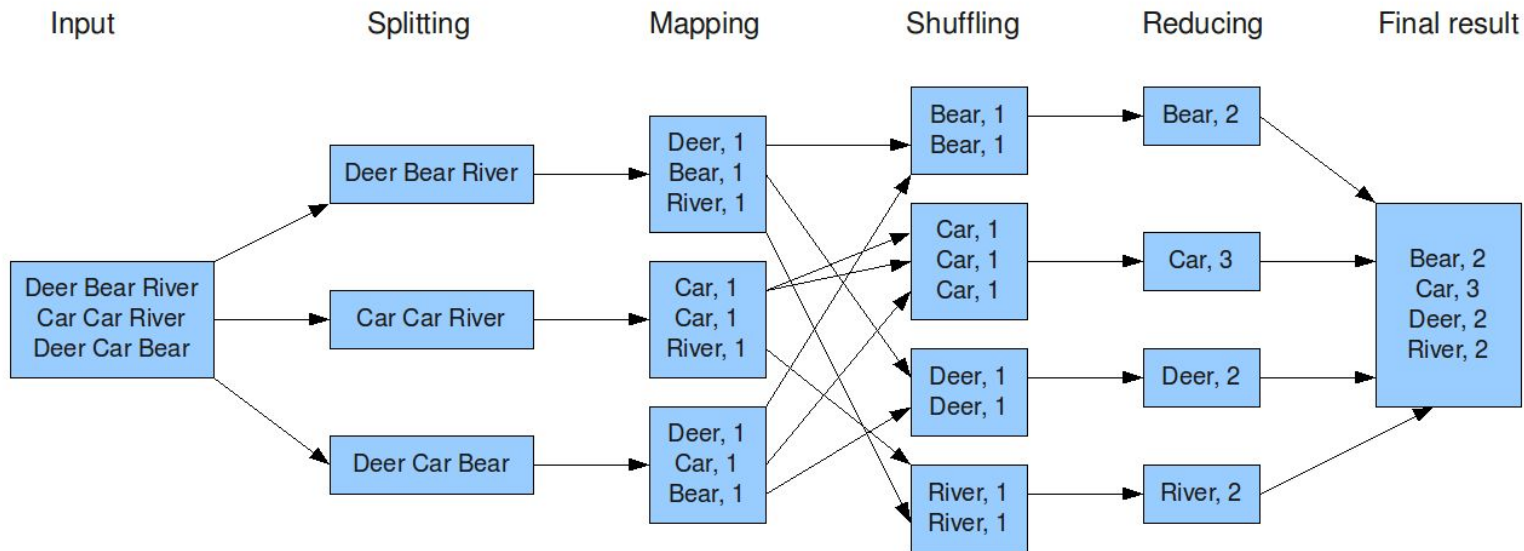 Input
Splitting
Mapping
Shuffling
Reducing
Final result
Deer Bear River
Car Car River
Deer Car Bear
Deer Bear River
Car Car River
Deer Car Bear
Deer, 1
Bear, 1
River, 1
Car, 1
Car, 1
River, 1
Deer, 1
Car, 1
Bear, 1
Bear, 1
Bear, 1
Car, 1
Car, 1
Car, 1
Deer, 1
Deer, 1
River, 1
River, 1
Bear, 2
Car, 3
Deer, 2
River, 2
Bear, 2
Car, 3
Deer, 2
River, 2